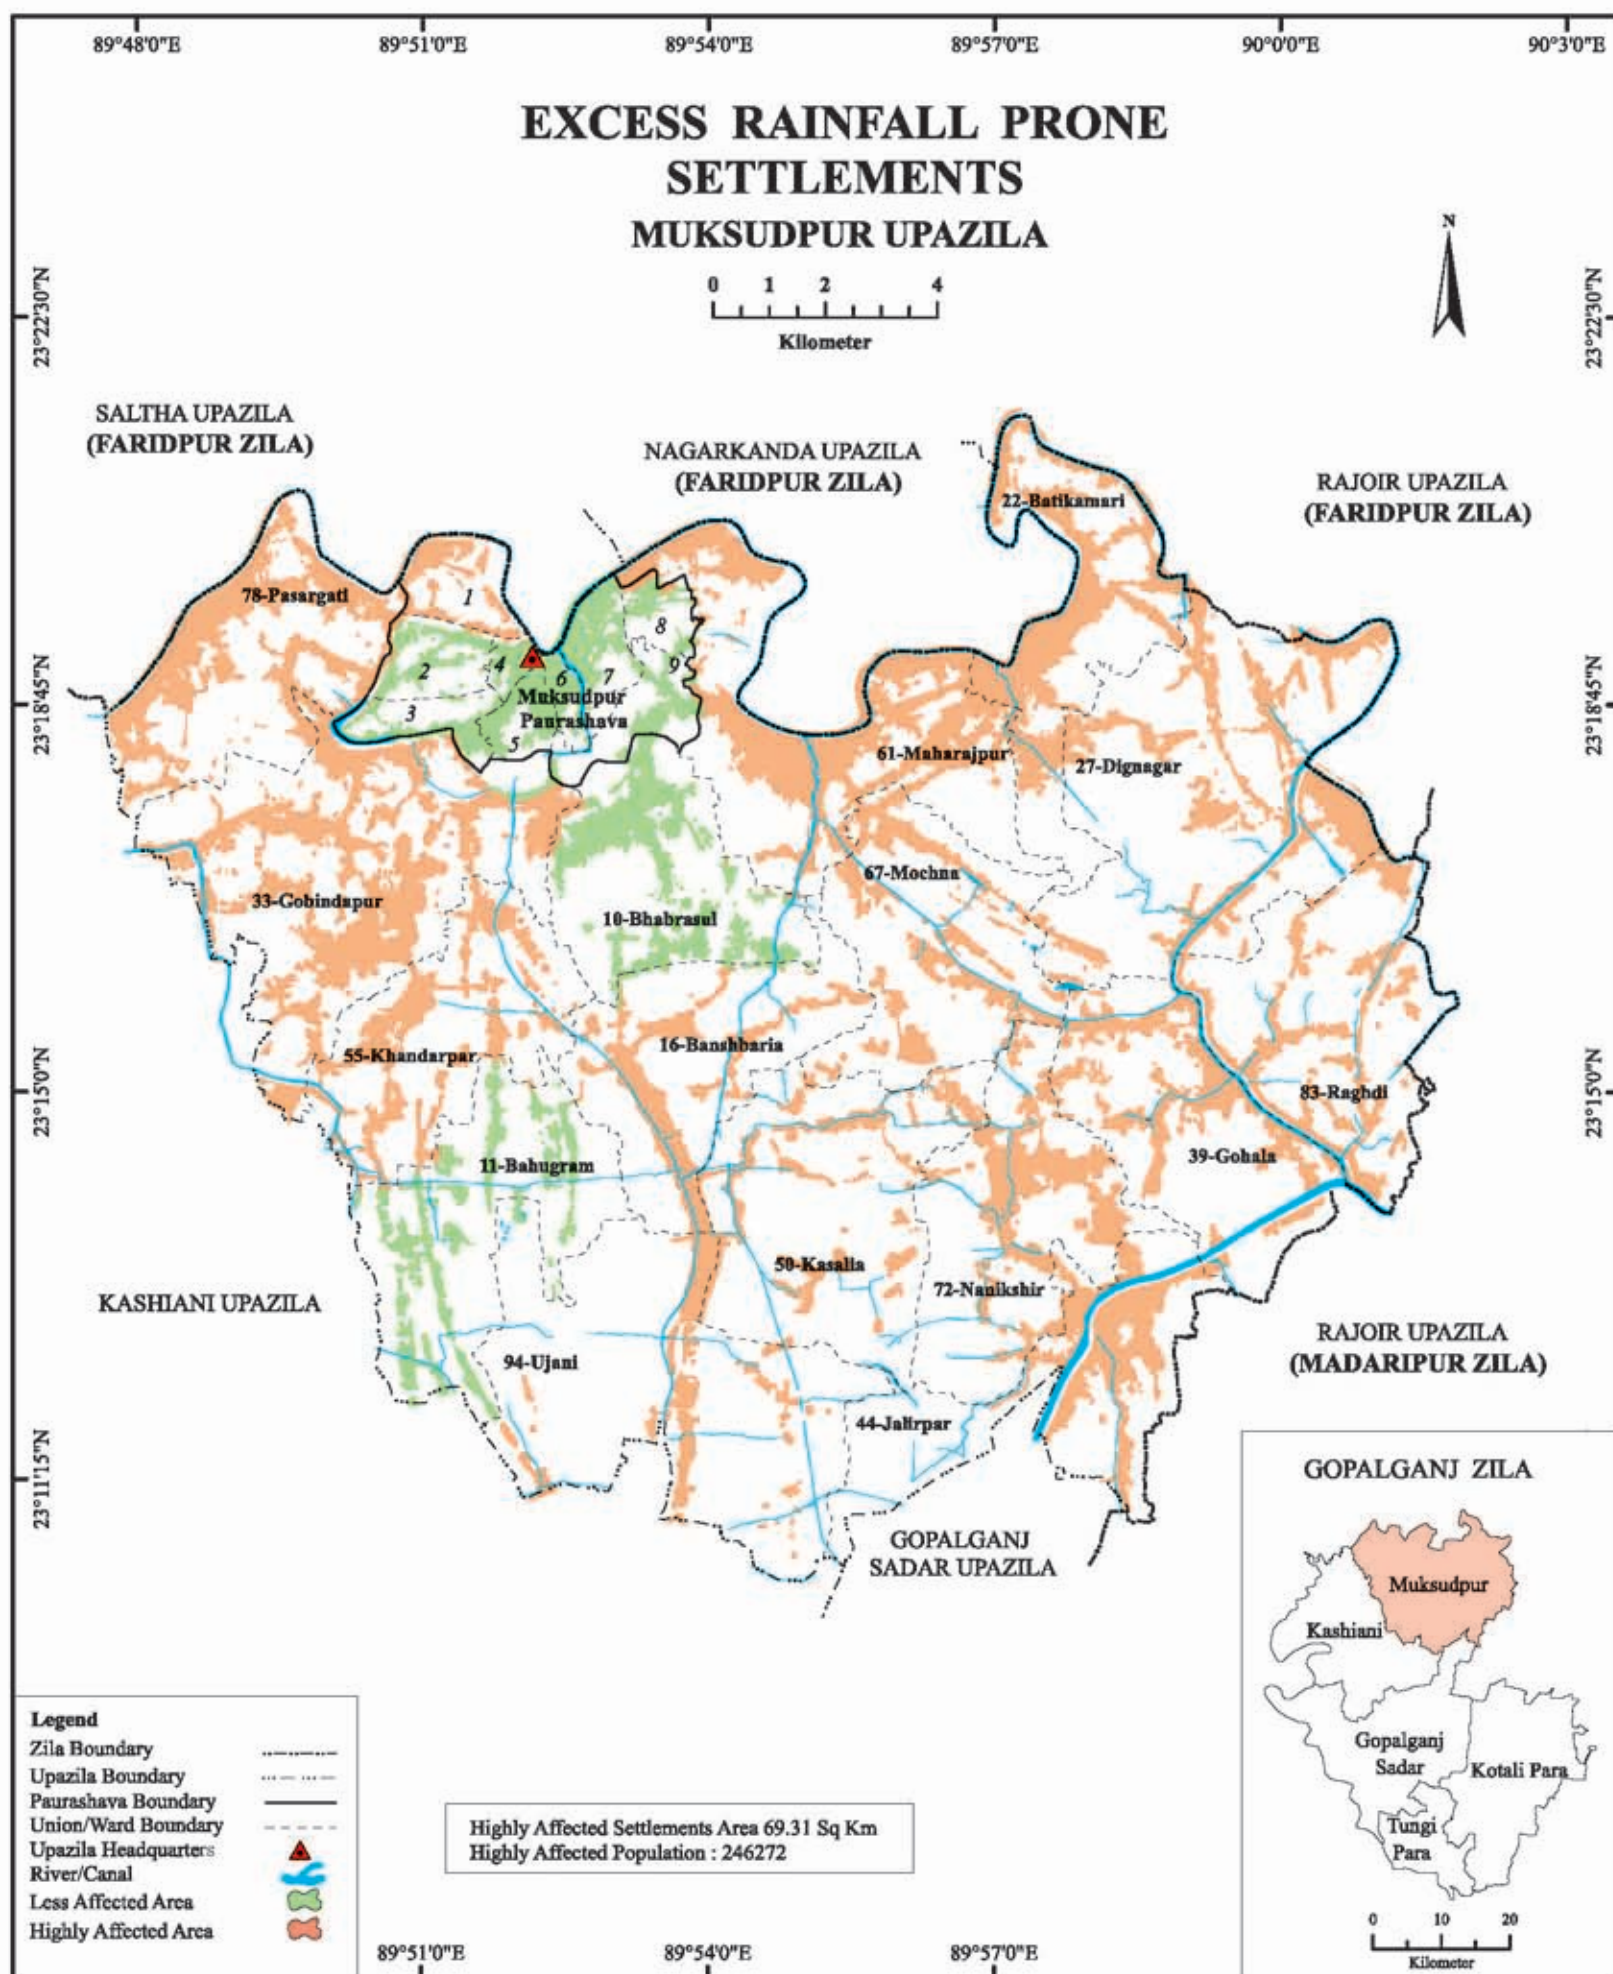 89°48'0"E
89°51'0"E
89°54'0"E
89°57'0"E
90°0'0"E
90°3'0"E
EXCESS RAINFALL PRONE
SETTLEMENTS
MUKSUDPUR UPAZILA
N
0 1 2 4
Kilometer
23°22'30"N
23°22'30"N
SALTHA UPAZILA
(FARIDPUR ZILA)
NAGARKANDA UPAZILA
(FARIDPUR ZILA)
RAJOIR UPAZILA
(FARIDPUR ZILA)
22-Batikamari
78-Pasargati
1
8
2
4
6
7
9
Muksudpur
Paurashava
3
5
23°18'45"N
23°18'45"N
61-Maharajpur
27-Dignagar
67-Mochna
33-Gobindapur
10-Bhabrasul
16-Banshbaria
55-Khandarpar
83-Raghdi
23°15'0"N
23°15'0"N
39-Gohala
11-Bahugram
50-Kasalia
72-Nanikshir
KASHIANI UPAZILA
RAJOIR UPAZILA
(MADARIPUR ZILA)
94-Ujani
44-Jalirpar
23°11'15"N
GOPALGANJ
SADAR UPAZILA
GOPALGANJ ZILA
Muksudpur
Kashiani
Gopalganj
Sadar
Kotali Para
Tungi
Para
0 10 20
Kilometer
Legend
Zila Boundary
Upazila Boundary
Paurashava Boundary
Union/Ward Boundary
Upazila Headquarters
River/Canal
Less Affected Area
Highly Affected Area
Highly Affected Settlements Area 69.31 Sq Km
Highly Affected Population : 246272
89°51'0"E
89°54'0"E
89°57'0"E